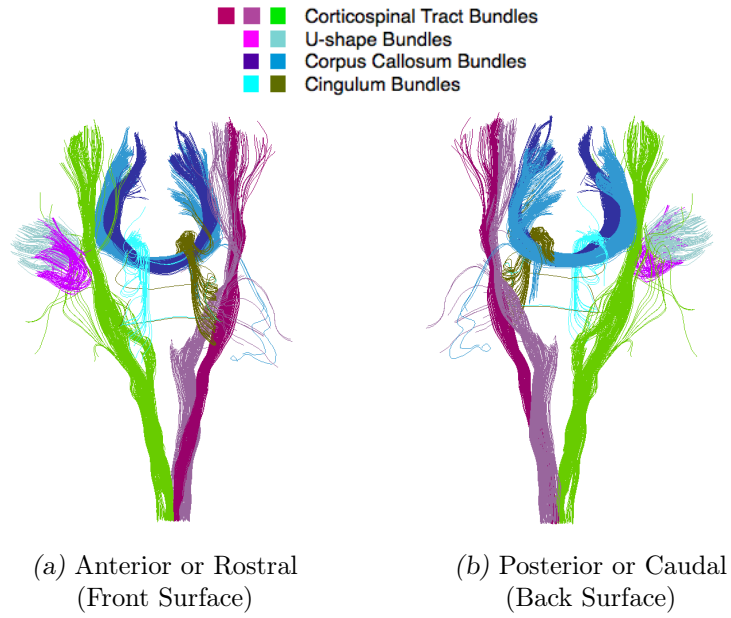 Corticospinal Tract Bundles
U-shape Bundles
Corpus Callosum Bundles
Cingulum Bundles
(a) Anterior or Rostral
(Front Surface)
(b) Posterior or Caudal
(Back Surface)